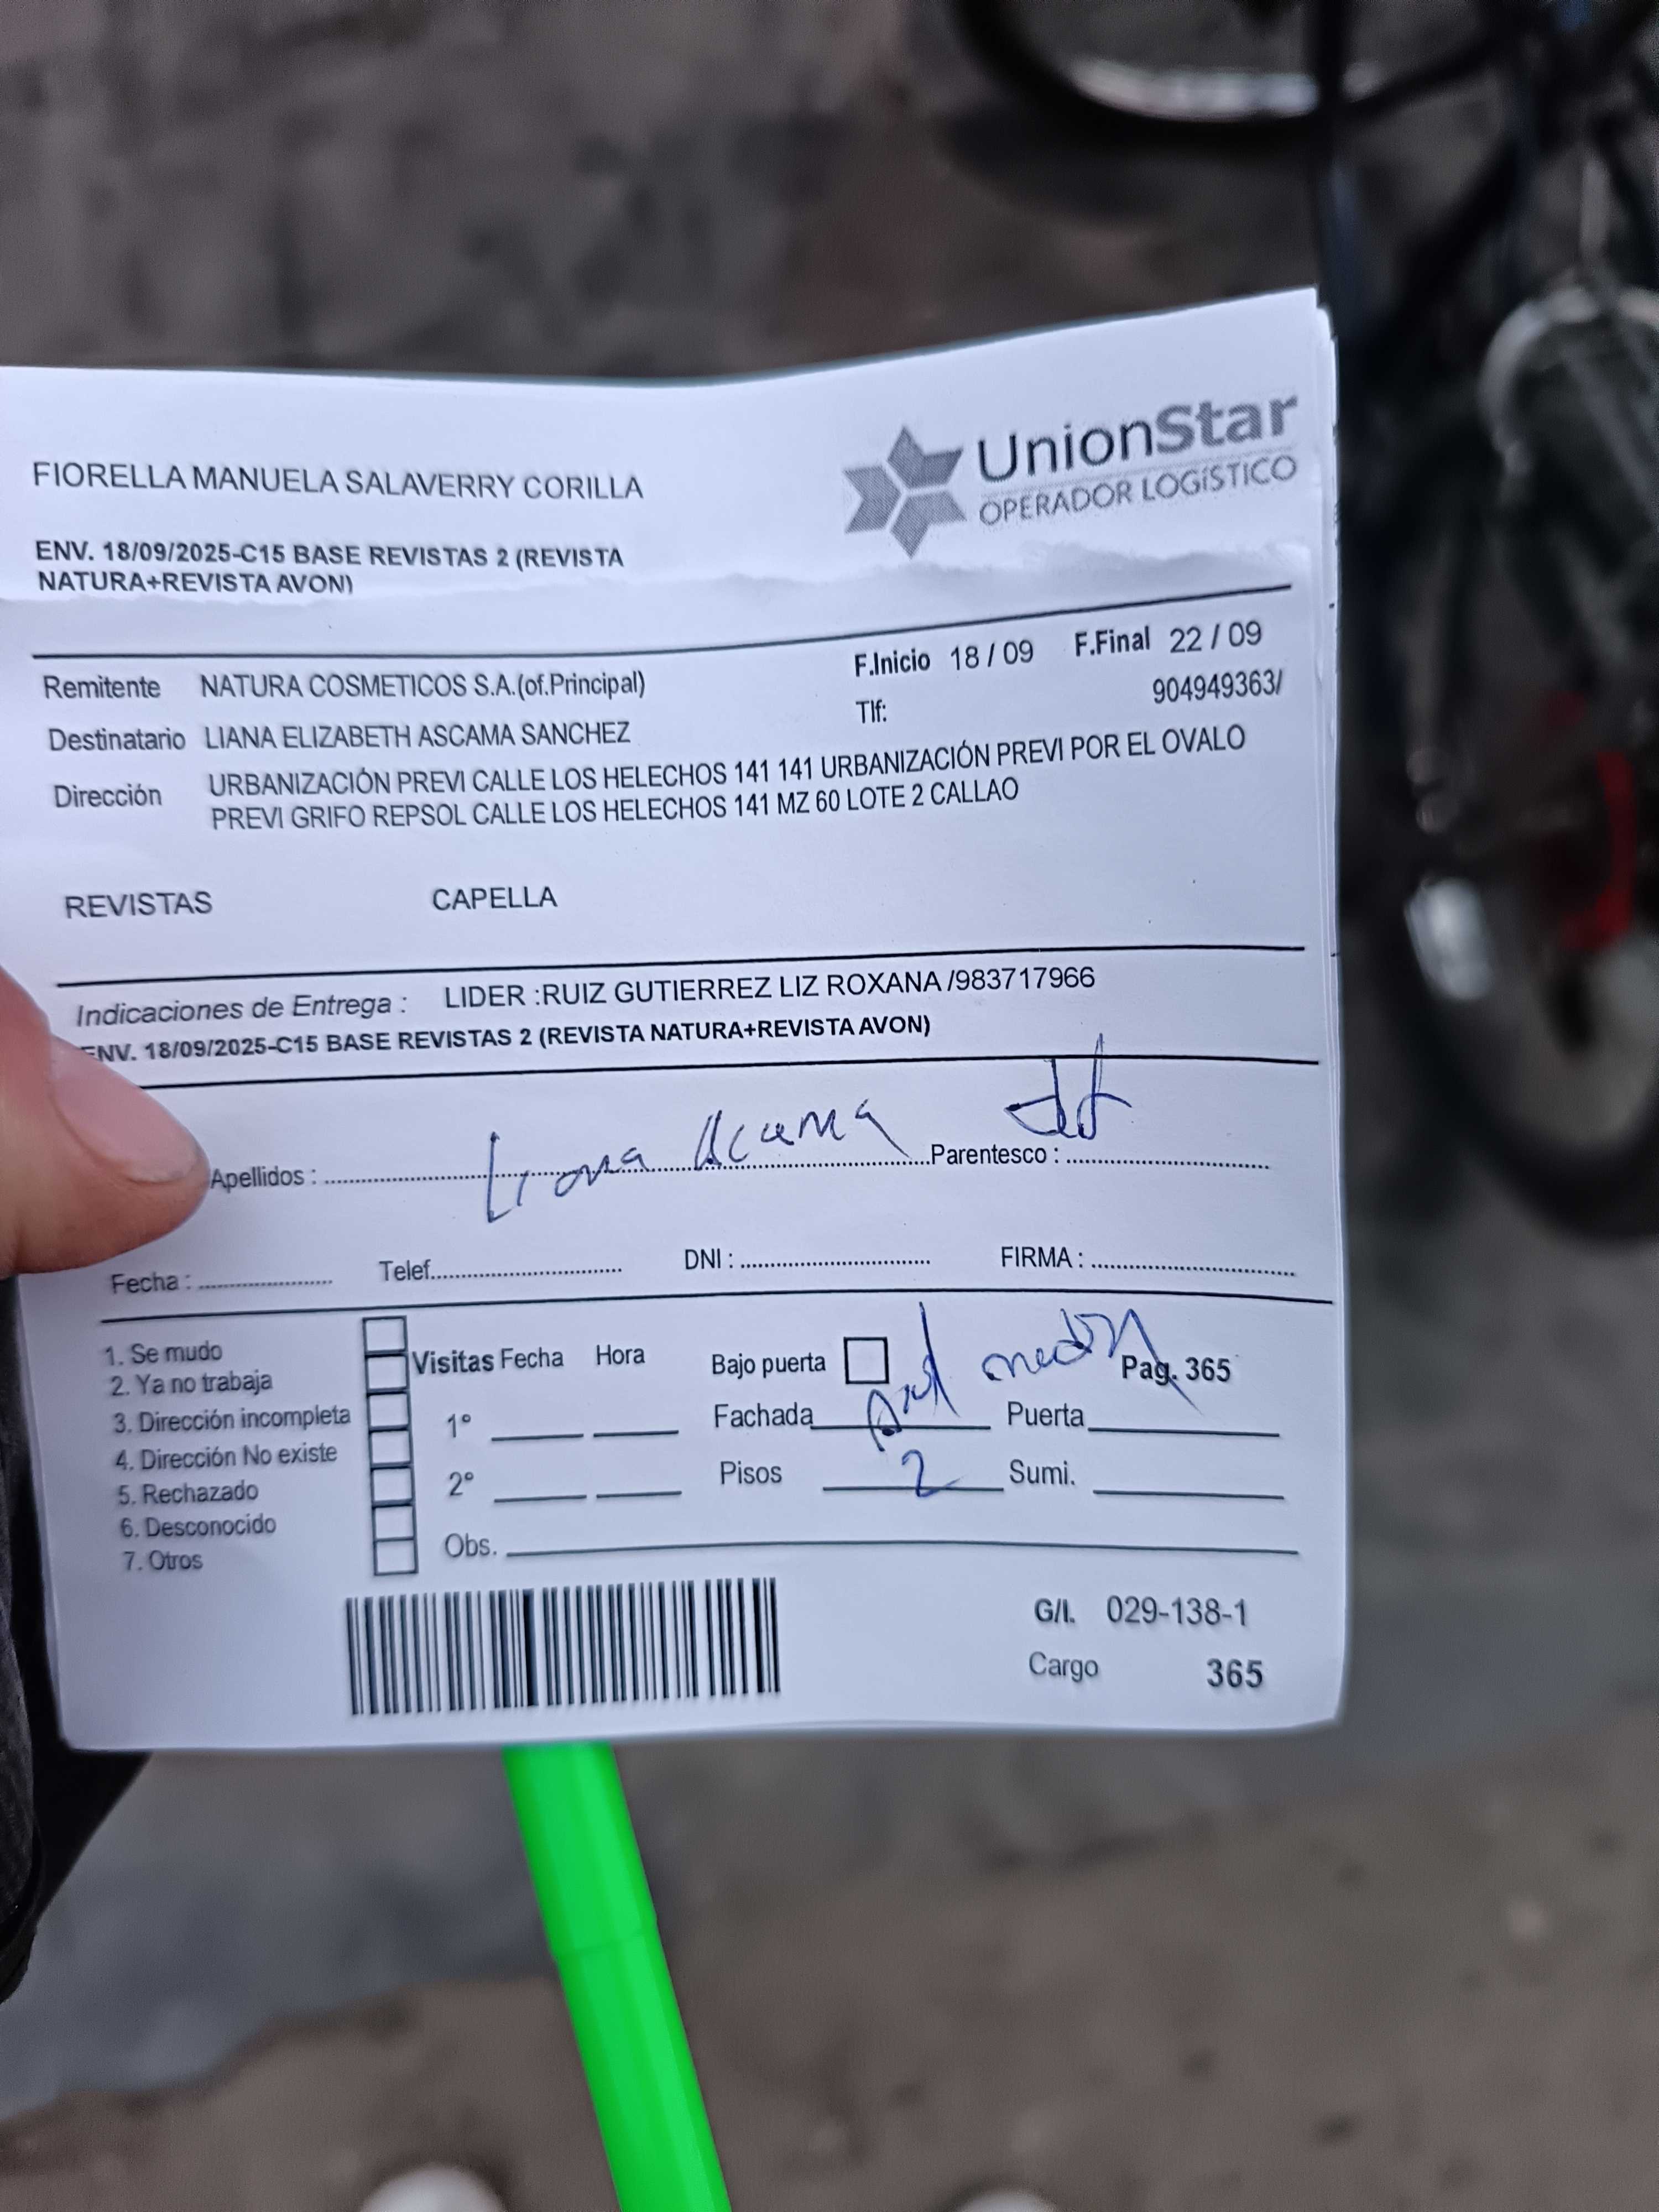 UnionStar
OPERADOR LOGÍSTICO
FIORELLA MANUELA SALAVERRY CORILLA
ENV. 18/09/2025-C15 BASE REVISTAS 2 (REVISTA
NATURA+REVISTA AVON)
F.Inicio 18 / 09 F.Final 22 / 09
Remitente NATURA COSMETICOS S.A.(of.Principal)
Tlf: 904949363/
Destinatario LIANA ELIZABETH ASCAMA SANCHEZ
Dirección URBANIZACIÓN PREVI CALLE LOS HELECHOS 141 141 URBANIZACIÓN PREVI POR EL OVALO
PREVI GRIFO REPSOL CALLE LOS HELECHOS 141 MZ 60 LOTE 2 CALLAO
REVISTAS CAPELLA
Indicaciones de Entrega : LIDER :RUIZ GUTIERREZ LIZ ROXANA /983717966
ENV. 18/09/2025-C15 BASE REVISTAS 2 (REVISTA NATURA+REVISTA AVON)
Apellidos : Liana Acama Parentesco :
Fecha : Telef. DNI : FIRMA :
1. Se mudo
2. Ya no trabaja
3. Dirección incompleta
4. Dirección No existe
5. Rechazado
6. Desconocido
7. Otros
Visitas Fecha Hora
1°
2°
Obs.
Bajo puerta Pag. 365
Fachada Puerta
Pisos 2 Sumi.
G/I. 029-138-1
Cargo 365